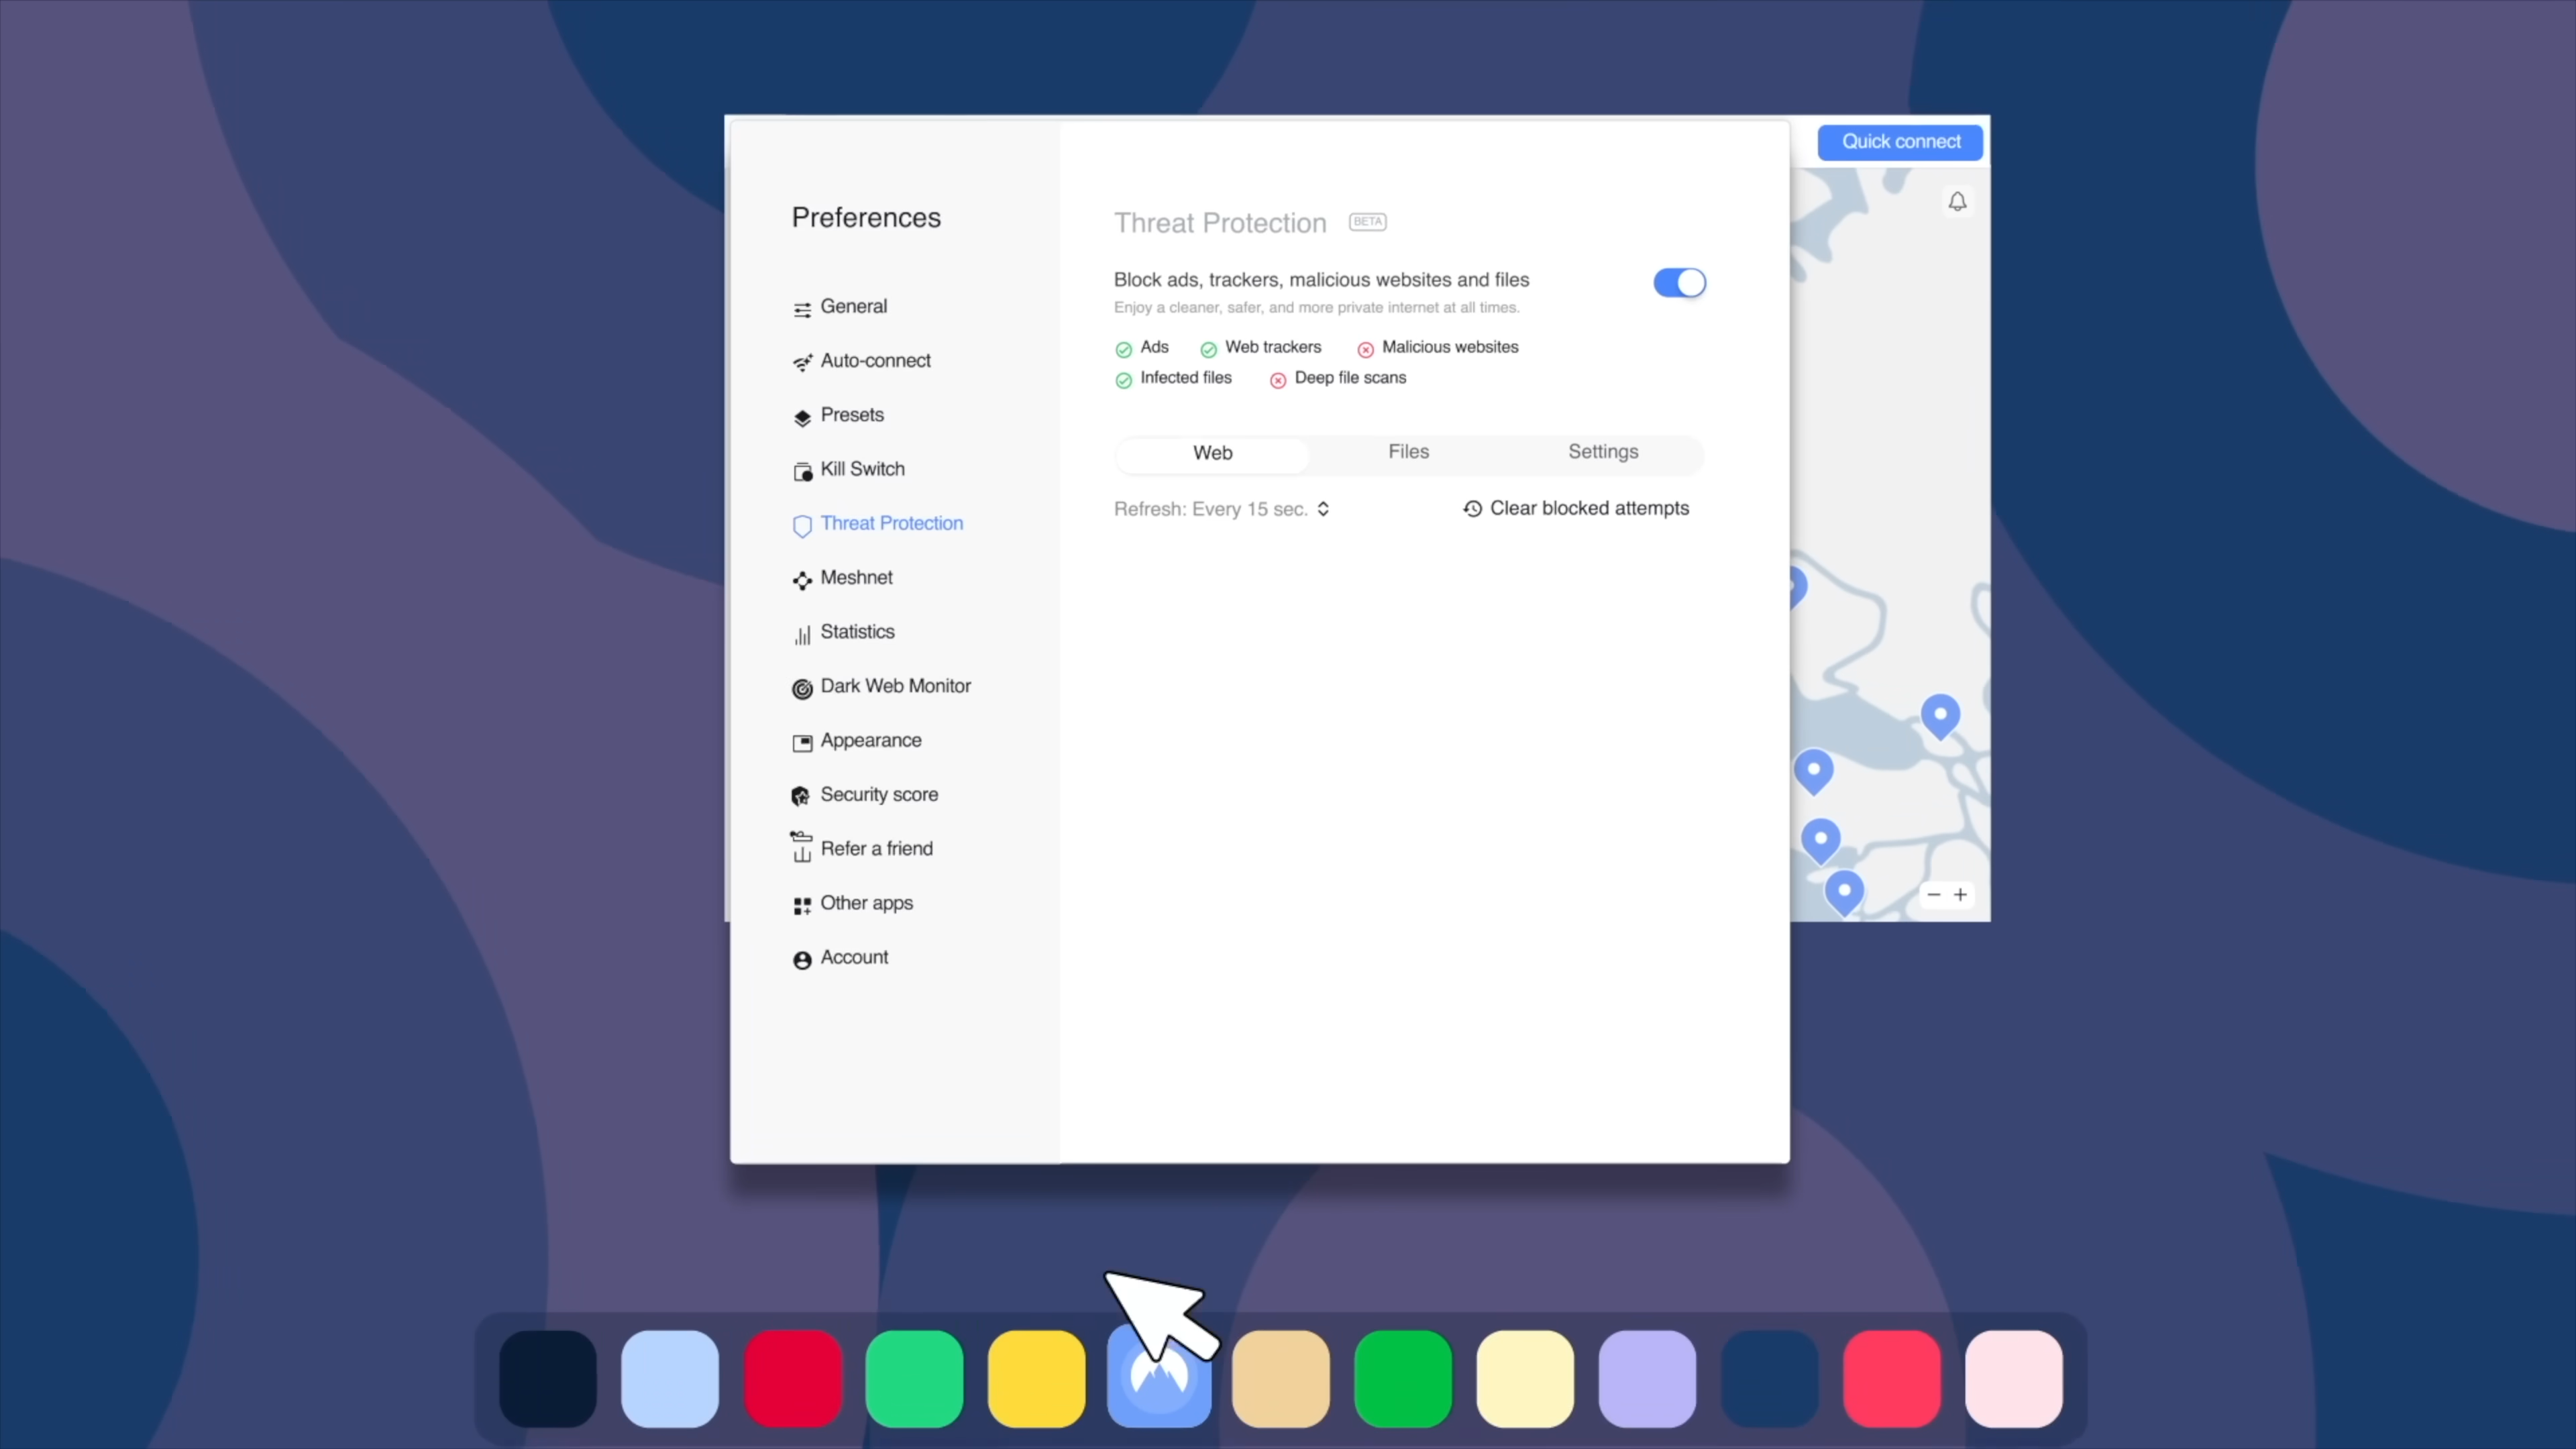 Quick connect
Preferences
General
Auto-connect
Presets
Kill Switch
Threat Protection
Meshnet
Statistics
Dark Web Monitor
Appearance
Security score
Refer a friend
Other apps
Account
Threat Protection BETA
Block ads, trackers, malicious websites and files
Enjoy a cleaner, safer, and more private internet at all times.
Ads Web trackers Malicious websites
Infected files Deep file scans
Web Files Settings
Refresh: Every 15 sec. Clear blocked attempts